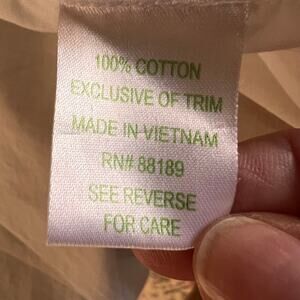 100% COTTON
EXCLUSIVE OF TRIM
MADE IN VIETNAM
RN# 88189
SEE REVERSE
FOR CARE